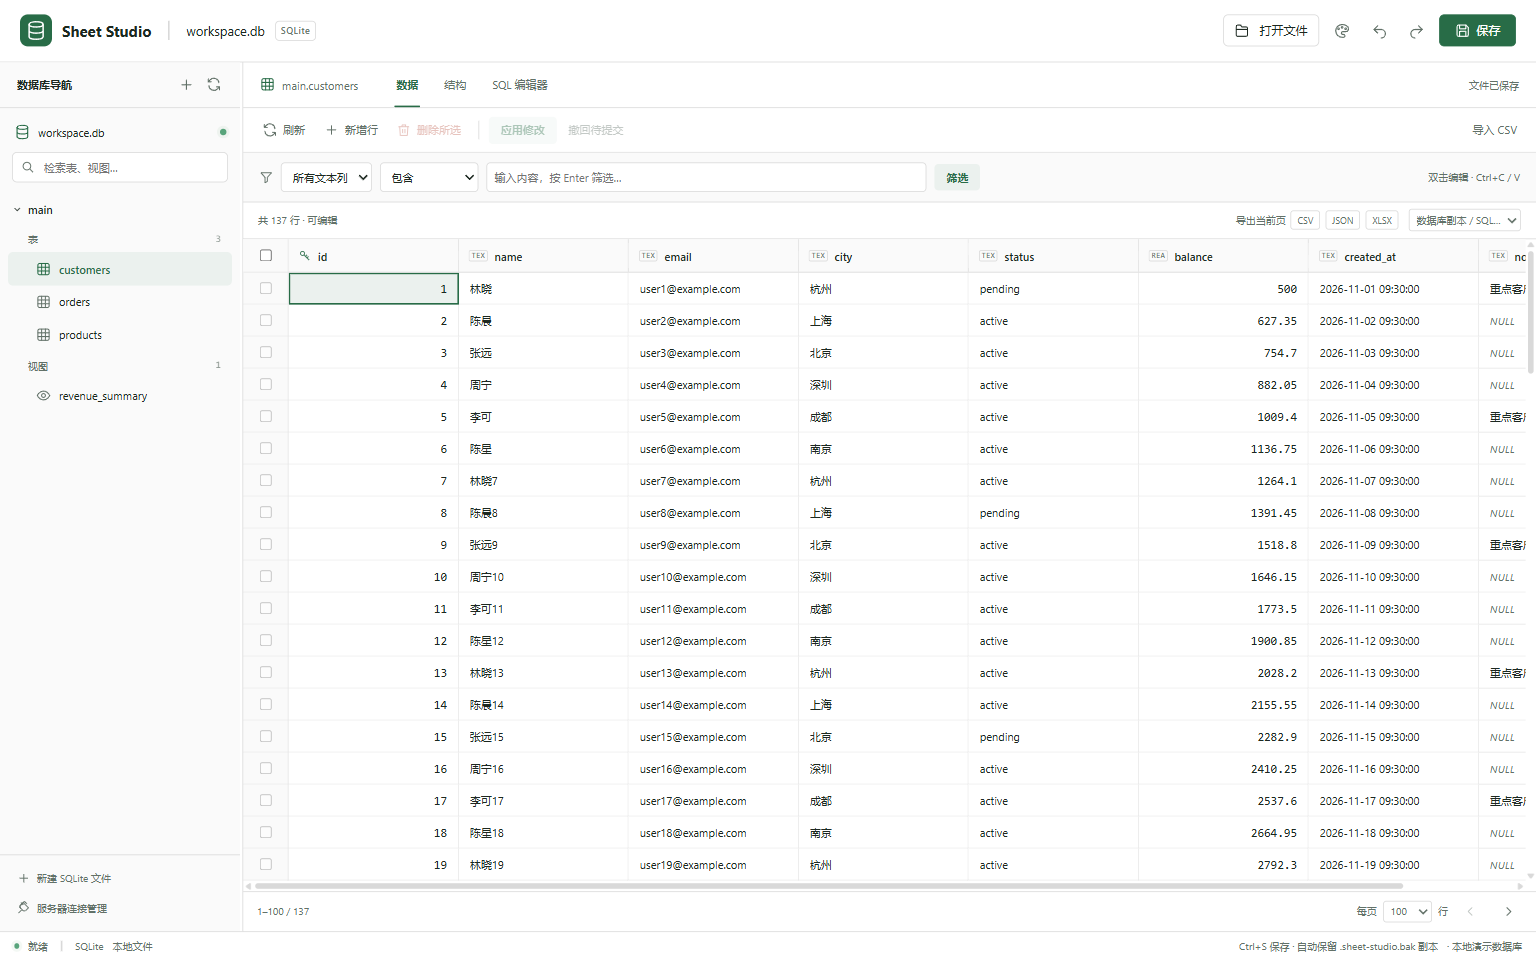 Sheet Studio workspace.db SQLite 打开文件 保存
数据库导航
main.customers 数据 结构 SQL 编辑器 文件已保存
workspace.db
检索表、视图...
main
表 3
customers
orders
products
视图 1
revenue_summary
新建 SQLite 文件
服务器连接管理
刷新 新增行 删除所选 应用修改 撤回待提交 导入 CSV
所有文本列 包含 输入内容，按 Enter 筛选... 筛选 双击编辑 · Ctrl+C / V
共 137 行 · 可编辑 导出当前页 CSV JSON XLSX 数据库副本 / SQL...
id TEX name TEX email TEX city TEX status REA balance TEX created_at TEX
1 林晓 user1@example.com 杭州 pending 500 2026-11-01 09:30:00 重点客
2 陈晨 user2@example.com 上海 active 627.35 2026-11-02 09:30:00 NULL
3 张远 user3@example.com 北京 active 754.7 2026-11-03 09:30:00 NULL
4 周宁 user4@example.com 深圳 active 882.05 2026-11-04 09:30:00 NULL
5 李可 user5@example.com 成都 active 1009.4 2026-11-05 09:30:00 重点客
6 陈星 user6@example.com 南京 active 1136.75 2026-11-06 09:30:00 NULL
7 林晓7 user7@example.com 杭州 active 1264.1 2026-11-07 09:30:00 NULL
8 陈晨8 user8@example.com 上海 pending 1391.45 2026-11-08 09:30:00 NULL
9 张远9 user9@example.com 北京 active 1518.8 2026-11-09 09:30:00 重点客
10 周宁10 user10@example.com 深圳 active 1646.15 2026-11-10 09:30:00 NULL
11 李可11 user11@example.com 成都 active 1773.5 2026-11-11 09:30:00 NULL
12 陈星12 user12@example.com 南京 active 1900.85 2026-11-12 09:30:00 NULL
13 林晓13 user13@example.com 杭州 active 2028.2 2026-11-13 09:30:00 重点客
14 陈晨14 user14@example.com 上海 active 2155.55 2026-11-14 09:30:00 NULL
15 张远15 user15@example.com 北京 pending 2282.9 2026-11-15 09:30:00 NULL
16 周宁16 user16@example.com 深圳 active 2410.25 2026-11-16 09:30:00 NULL
17 李可17 user17@example.com 成都 active 2537.6 2026-11-17 09:30:00 重点客
18 陈星18 user18@example.com 南京 active 2664.95 2026-11-18 09:30:00 NULL
19 林晓19 user19@example.com 杭州 active 2792.3 2026-11-19 09:30:00 NULL
1–100 / 137 每页 100 行
就绪 SQLite 本地文件 Ctrl+S 保存 · 自动保留 .sheet-studio.bak 副本 · 本地演示数据库